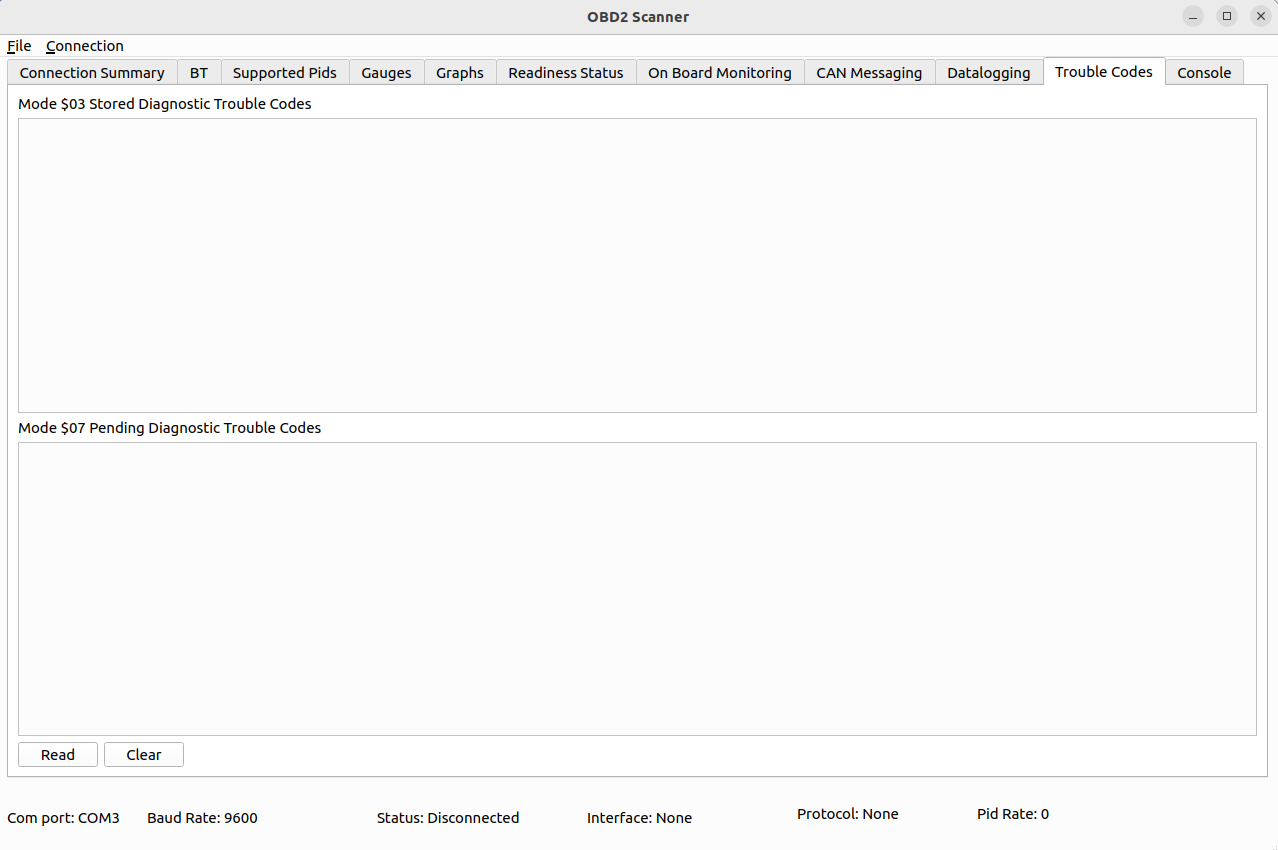 OBD2 Scanner
File Connection
Connection Summary BT Supported Pids Gauges Graphs Readiness Status On Board Monitoring CAN Messaging Datalogging Trouble Codes Console
Mode $03 Stored Diagnostic Trouble Codes
Mode $07 Pending Diagnostic Trouble Codes
Read Clear
Com port: COM3 Baud Rate: 9600 Status: Disconnected Interface: None Protocol: None Pid Rate: 0